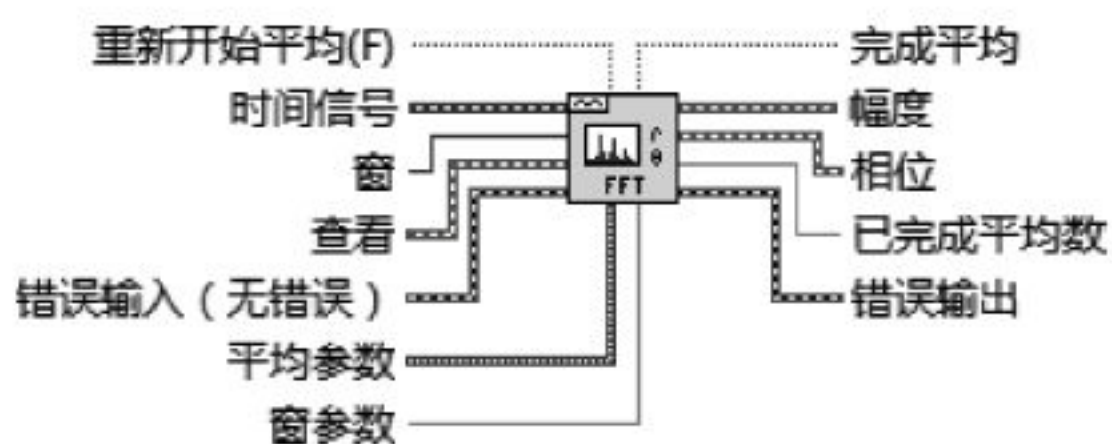 重新开始平均(F)
时间信号
窗
查看
错误输入（无错误）
平均参数
窗参数
r
θ
FFT
完成平均
幅度
相位
已完成平均数
错误输出